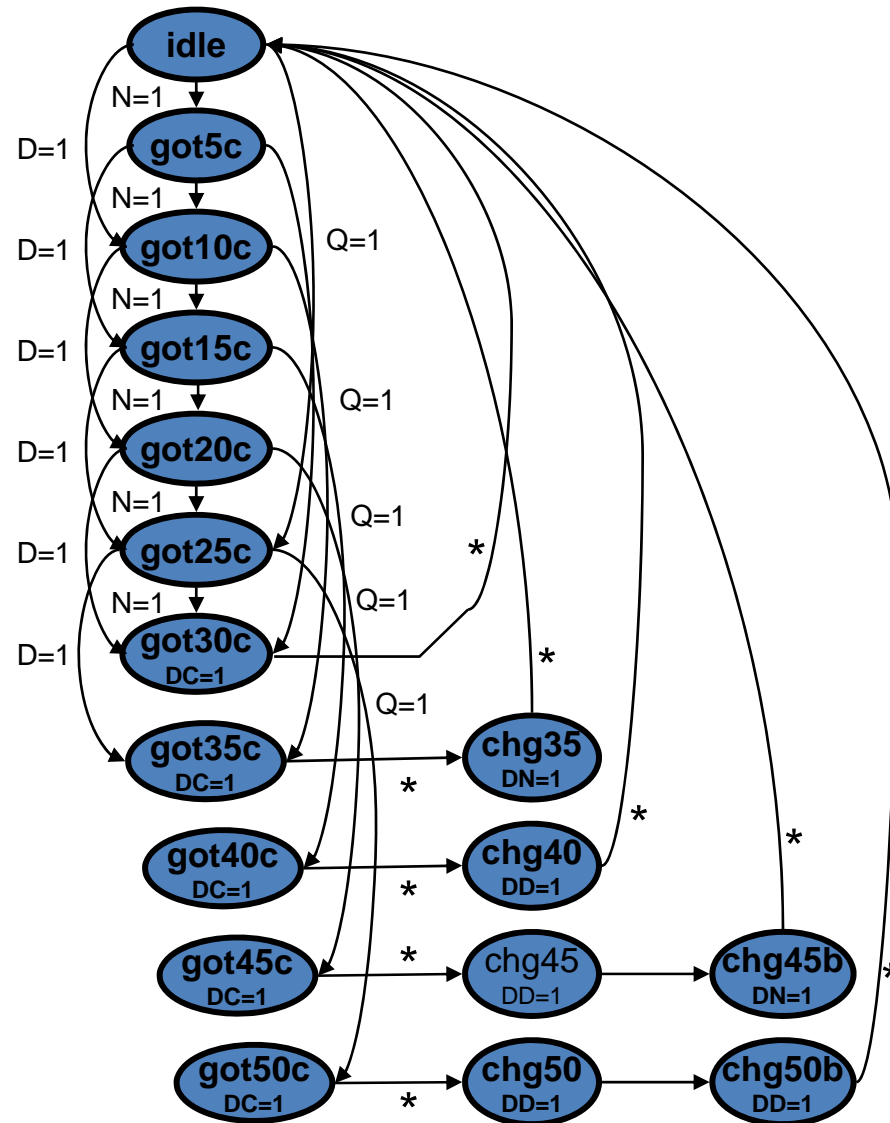 idle
N=1
D=1
got5c
N=1
D=1
got10c
Q=1
N=1
D=1
got15c
N=1
Q=1
D=1
got20c
N=1
Q=1
D=1
got25c
*
N=1
Q=1
D=1
got30c
DC=1
*
Q=1
got35c
DC=1
*
chg35
DN=1
*
got40c
DC=1
*
chg40
DD=1
*
got45c
DC=1
*
chg45
DD=1
chg45b
DN=1
*
got50c
DC=1
*
chg50
DD=1
chg50b
DD=1